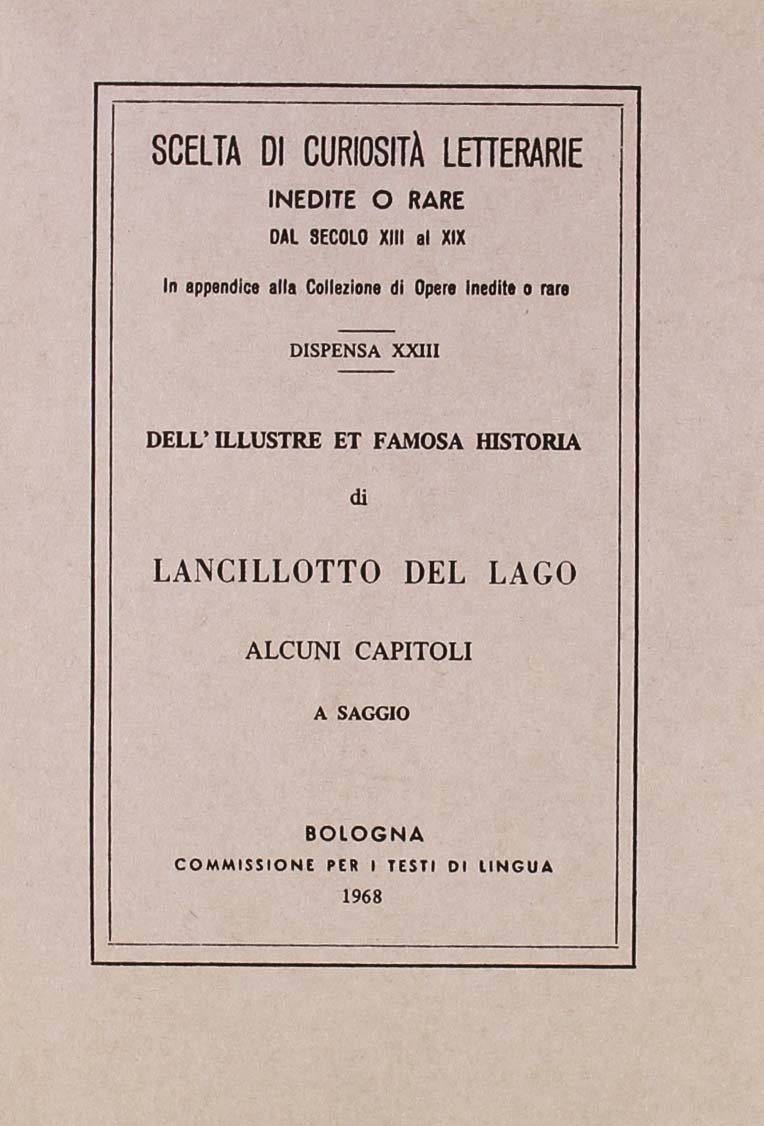 SCELTA DI CURIOSITÀ LETTERARIE
INEDITE O RARE
DAL SECOLO XIII al XIX
In appendice alla Collezione di Opere Inedite o rare
DISPENSA XXIII
DELL' ILLUSTRE ET FAMOSA HISTORIA
di
LANCILLOTTO DEL LAGO
ALCUNI CAPITOLI
A SAGGIO
BOLOGNA
COMMISSIONE PER I TESTI DI LINGUA
1968